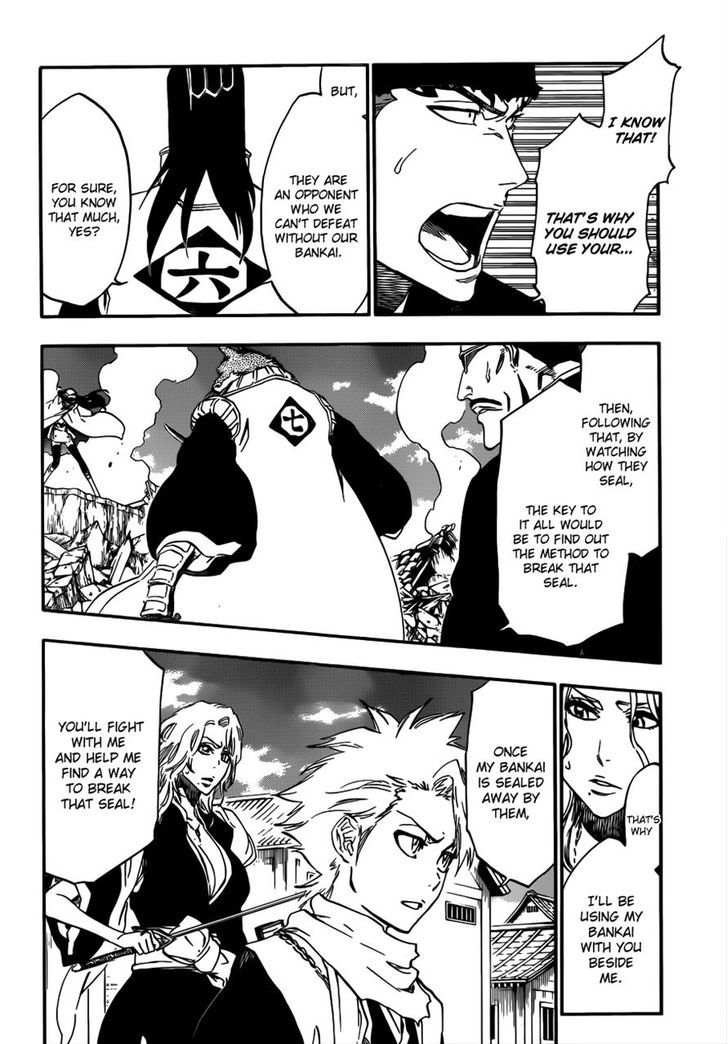 I KNOW
THAT!
THAT'S WHY
YOU SHOULD
USE YOUR...
BUT,
THEY ARE
AN OPPONENT
WHO WE
CAN'T DEFEAT
WITHOUT OUR
BANKAI.
FOR SURE,
YOU KNOW
THAT MUCH,
YES?
六
THEN,
FOLLOWING
THAT, BY
WATCHING
HOW THEY
SEAL,
THE KEY TO
IT ALL WOULD
BE TO FIND OUT
THE METHOD TO
BREAK THAT
SEAL.
七
THAT'S
WHY
I'LL BE
USING MY
BANKAI
WITH YOU
BESIDE
ME.
ONCE
MY BANKAI
IS SEALED
AWAY BY
THEM,
YOU'LL FIGHT
WITH ME
AND HELP ME
FIND A WAY
TO BREAK
THAT SEAL!